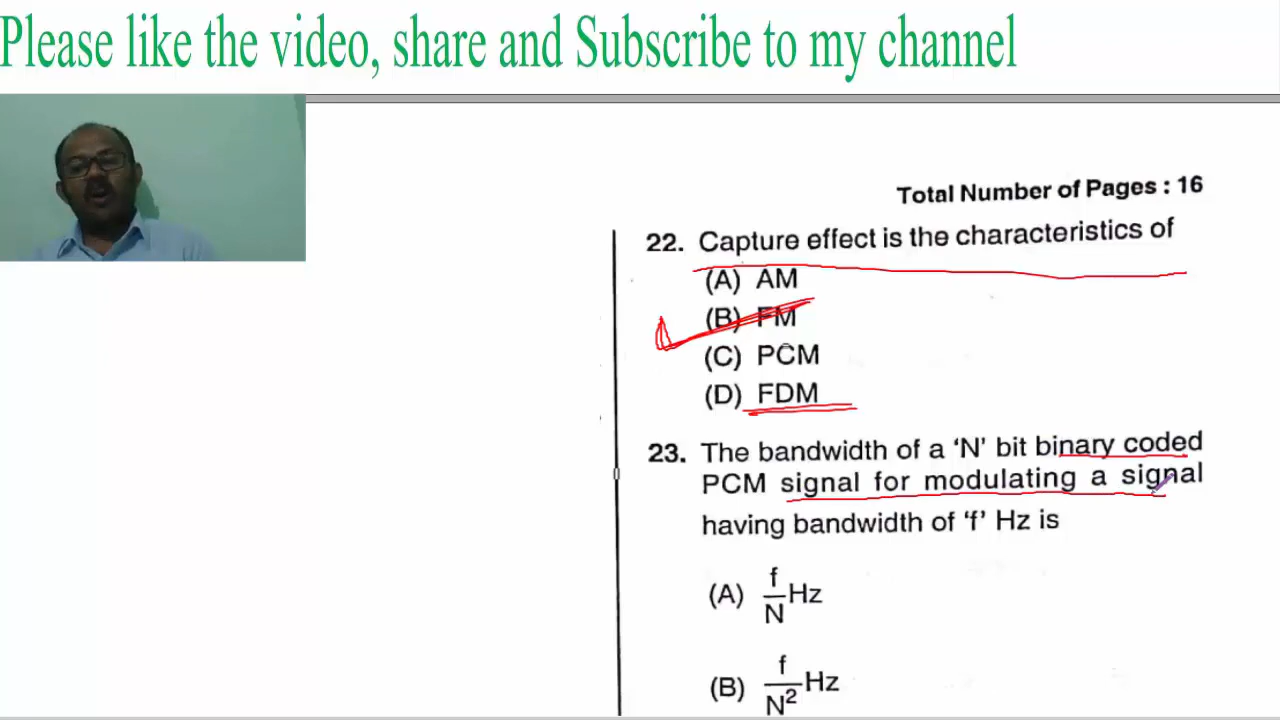 Please like the video, share and Subscribe to my channel
Total Number of Pages : 16
22. Capture effect is the characteristics of
(A) AM
(B) FM
(C) PCM
(D) FDM
23. The bandwidth of a ‘N’ bit binary coded
PCM signal for modulating a signal
having bandwidth of ‘f’ Hz is
(A) f/N Hz
(B) f/N² Hz